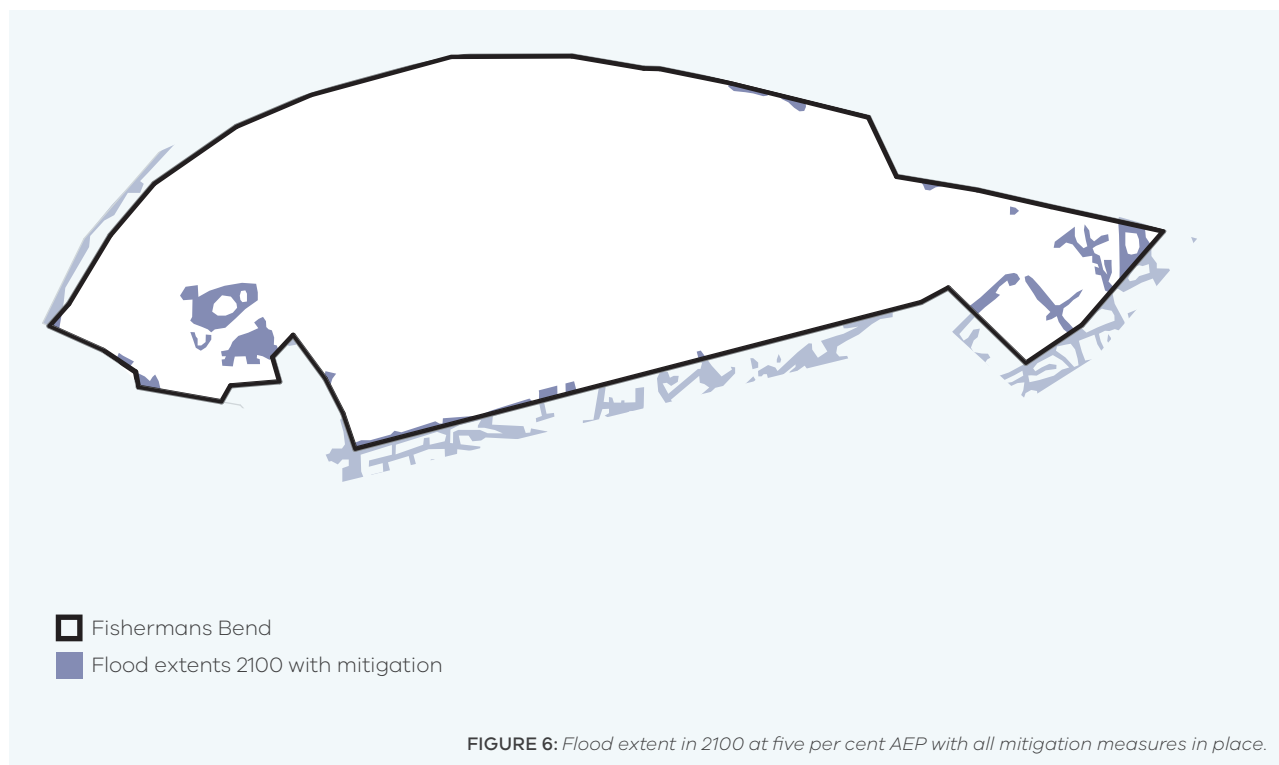 Fishermans Bend
Flood extents 2100 with mitigation
FIGURE 6: Flood extent in 2100 at five per cent AEP with all mitigation measures in place.